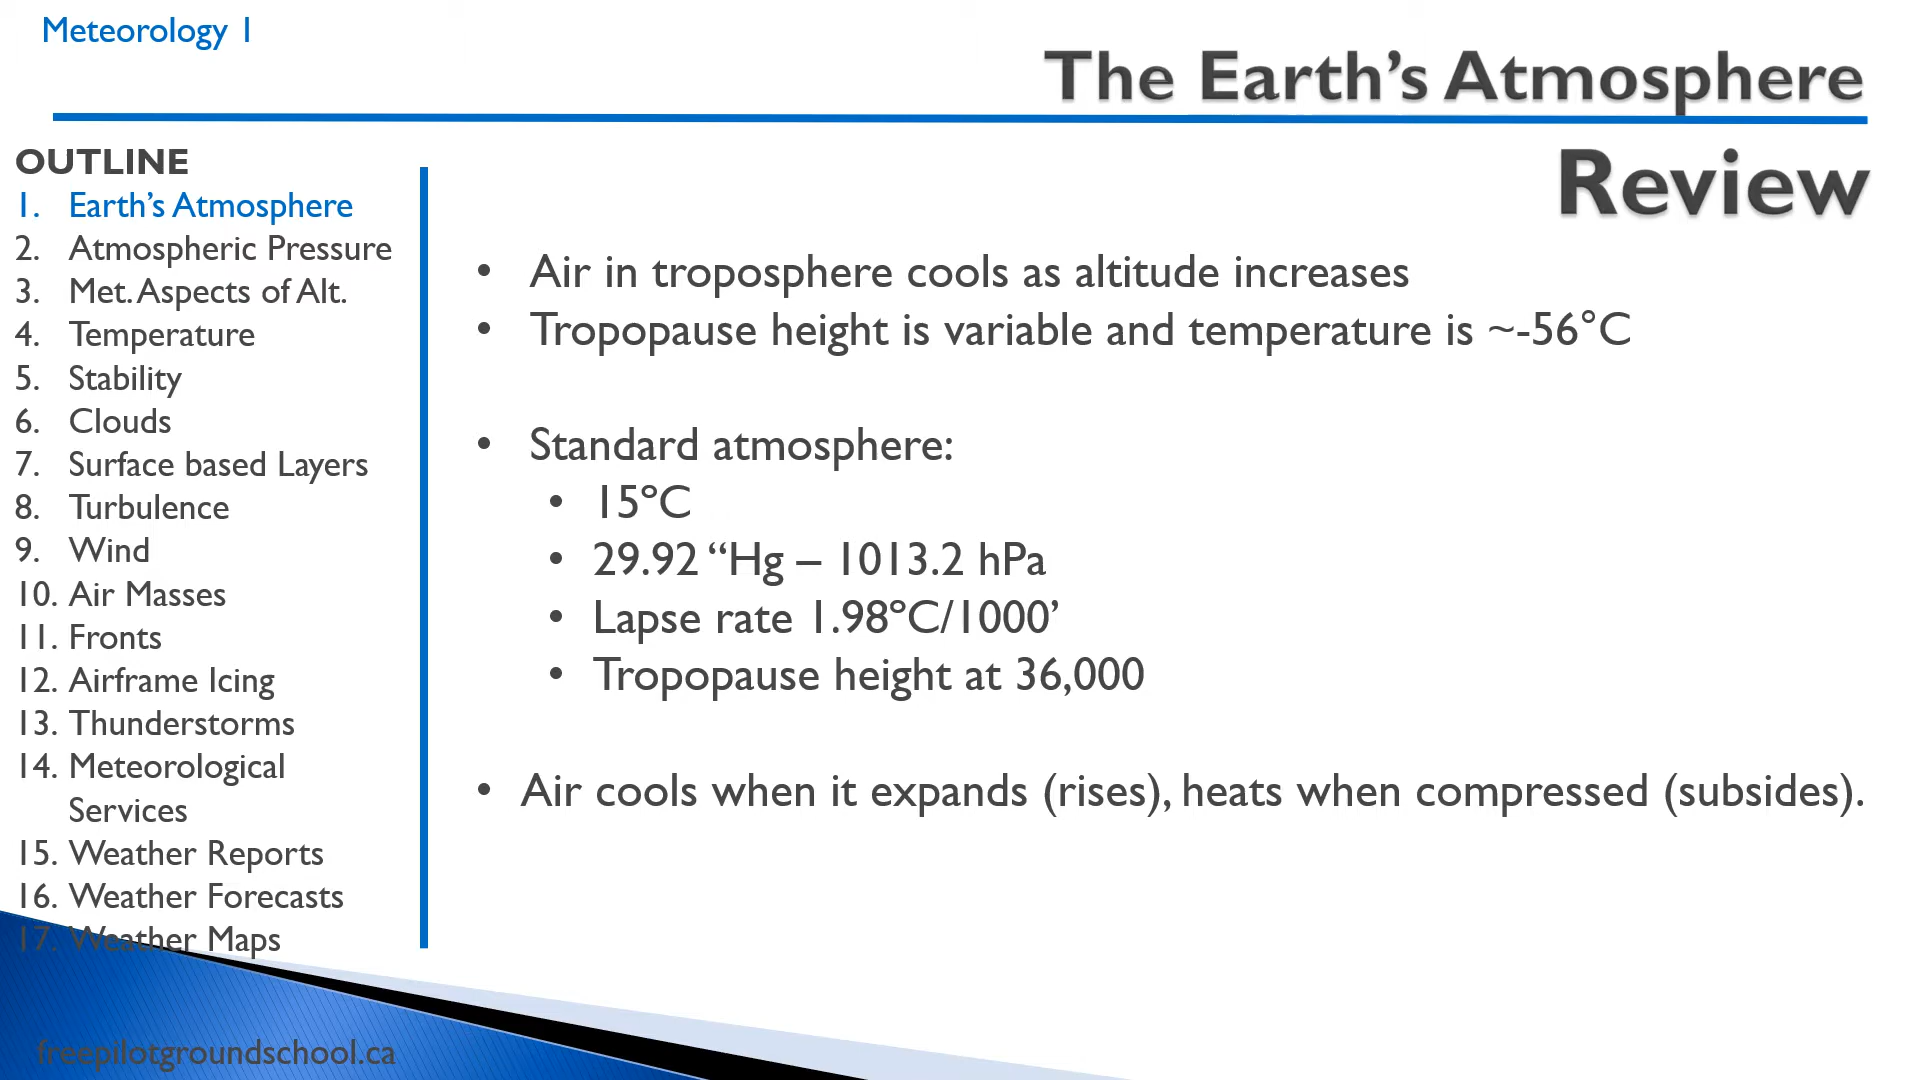 Meteorology 1
The Earth’s Atmosphere
Review
OUTLINE
1. Earth’s Atmosphere
2. Atmospheric Pressure
3. Met. Aspects of Alt.
4. Temperature
5. Stability
6. Clouds
7. Surface based Layers
8. Turbulence
9. Wind
10. Air Masses
11. Fronts
12. Airframe Icing
13. Thunderstorms
14. Meteorological
Services
15. Weather Reports
16. Weather Forecasts
17. Weather Maps
• Air in troposphere cools as altitude increases
• Tropopause height is variable and temperature is ~-56°C
• Standard atmosphere:
• 15ºC
• 29.92 “Hg – 1013.2 hPa
• Lapse rate 1.98ºC/1000’
• Tropopause height at 36,000
• Air cools when it expands (rises), heats when compressed (subsides).
freepilotgroundschool.ca